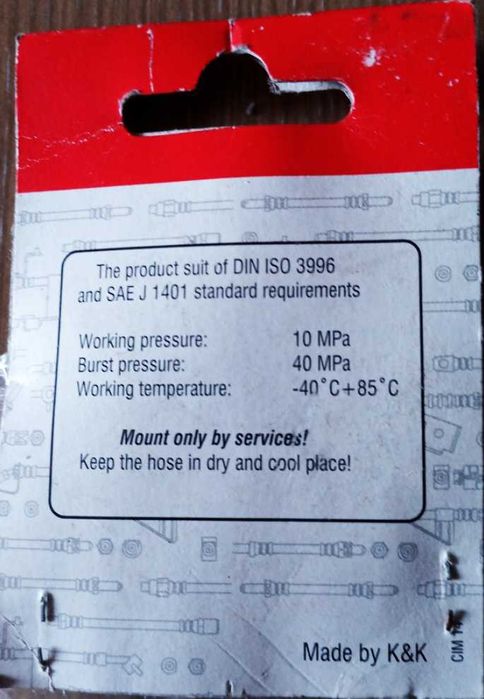 The product suit of DIN ISO 3996
and SAE J 1401 standard requirements
Working pressure: 10 MPa
Burst pressure: 40 MPa
Working temperature: -40°C+85°C
Mount only by services!
Keep the hose in dry and cool place!
Made by K&K
CIM